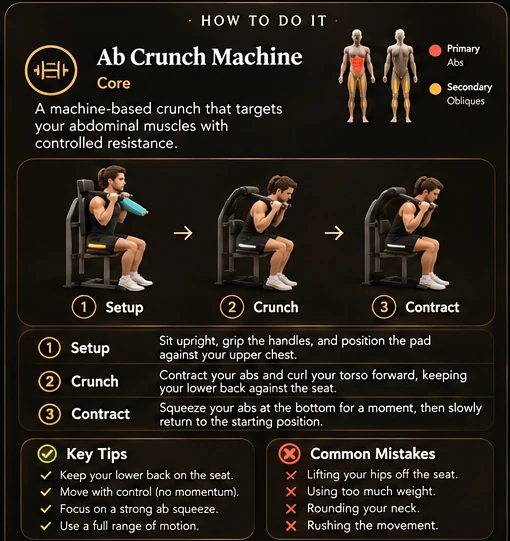 · HOW TO DO IT ·
Ab Crunch Machine
Core
A machine-based crunch that targets
your abdominal muscles with
controlled resistance.
Primary
Abs
Secondary
Obliques
1 Setup
2 Crunch
3 Contract
1 Setup
Sit upright, grip the handles, and position the pad
against your upper chest.
2 Crunch
Contract your abs and curl your torso forward, keeping
your lower back against the seat.
3 Contract
Squeeze your abs at the bottom for a moment, then slowly
return to the starting position.
Key Tips
Keep your lower back on the seat.
Move with control (no momentum).
Focus on a strong ab squeeze.
Use a full range of motion.
Common Mistakes
Lifting your hips off the seat.
Using too much weight.
Rounding your neck.
Rushing the movement.